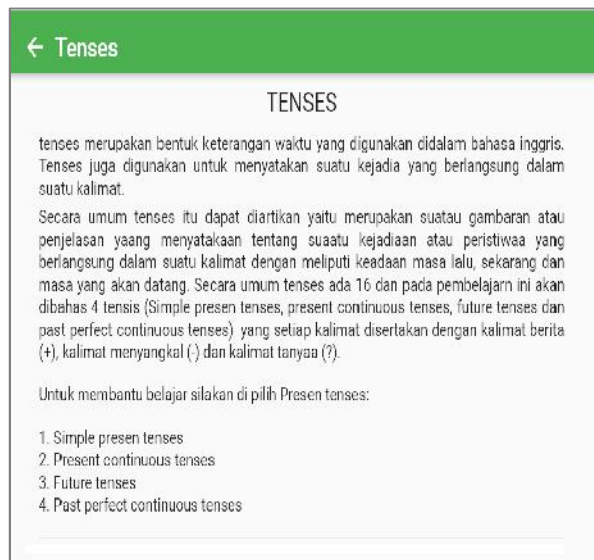 ← Tenses
TENSES
tenses merupakan bentuk keterangan waktu yang digunakan didalam bahasa inggris.
Tenses juga digunakan untuk menyatakan suatu kejadia yang berlangsung dalam
suatu kalimat.
Secara umum tenses itu dapat diartikan yaitu merupakan suatau gambaran atau
penjelasan yaang menyatakaan tentang suaatu kejadiaan atau peristiwaa yang
berlangsung dalam suatu kalimat dengan meliputi keadaan masa lalu, sekarang dan
masa yang akan datang. Secara umum tenses ada 16 dan pada pembelajarn ini akan
dibahas 4 tensis (Simple presen tenses, present continuous tenses, future tenses dan
past perfect continuous tenses) yang setiap kalimat disertakan dengan kalimat berita
(+), kalimat menyangkal (-) dan kalimat tanyaa (?).
Untuk membantu belajar silakan di pilih Presen tenses:
1. Simple presen tenses
2. Present continuous tenses
3. Future tenses
4. Past perfect continuous tenses